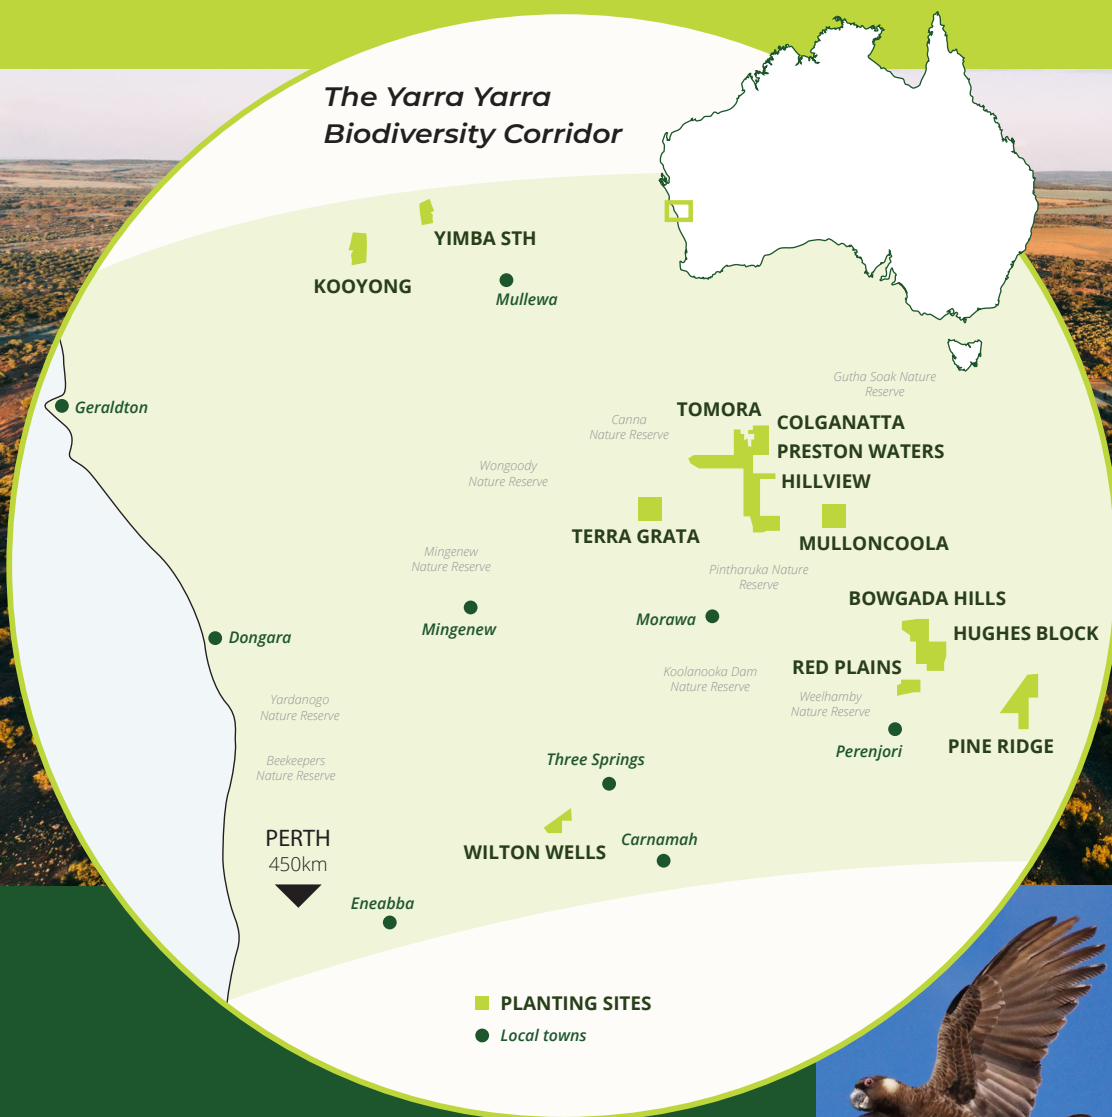 The Yarra Yarra
Biodiversity Corridor
YIMBA STH
KOOYONG
Mullewa
Gutha Soak Nature
Reserve
Geraldton
TOMORA
Canna
Nature Reserve
COLGANATTA
PRESTON WATERS
Wongoody
Nature Reserve
HILLVIEW
TERRA GRATA
MULLONCOOLA
Mingenew
Nature Reserve
Pintharuka Nature
Reserve
BOWGADA HILLS
Mingenew
Morawa
HUGHES BLOCK
Dongara
RED PLAINS
Koolanooka Dam
Nature Reserve
Yardanogo
Nature Reserve
Weelhamby
Nature Reserve
Perenjori
PINE RIDGE
Three Springs
Beekeepers
Nature Reserve
PERTH
450km
WILTON WELLS
Carnamah
Eneabba
PLANTING SITES
Local towns